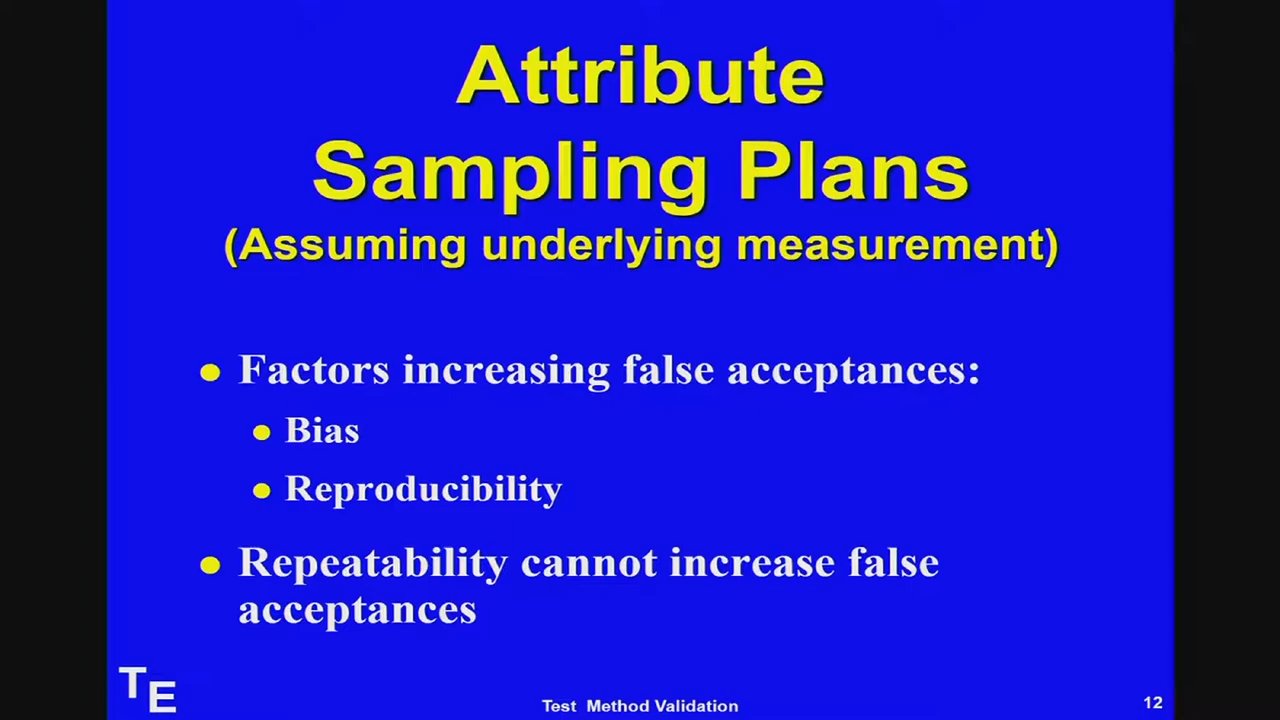 Attribute
Sampling Plans
(Assuming underlying measurement)
Factors increasing false acceptances:
Bias
Reproducibility
Repeatability cannot increase false
acceptances
TE
Test Method Validation
12